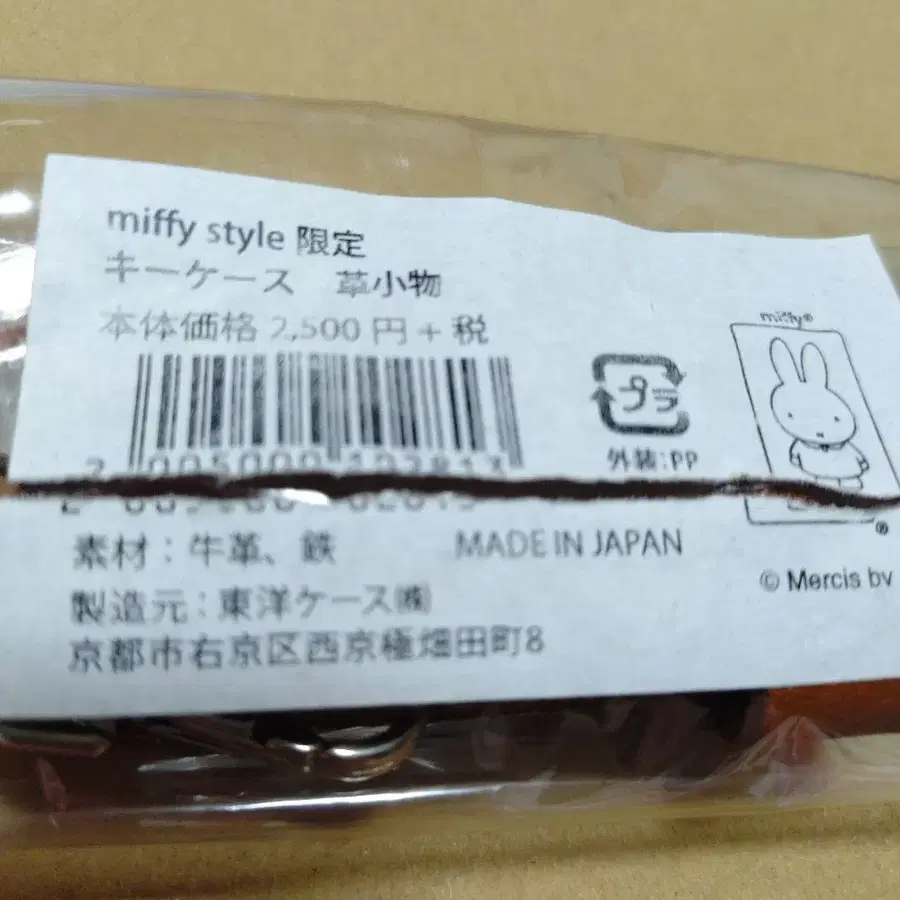 miffy style 限定
キーケース 革小物
本体価格 2,500 円 + 税
プラ
外装:PP
miffy®
素材:牛革、鉄
MADE IN JAPAN
© Mercis bv
製造元:東洋ケース㈱
京都市右京区西京極畑田町8